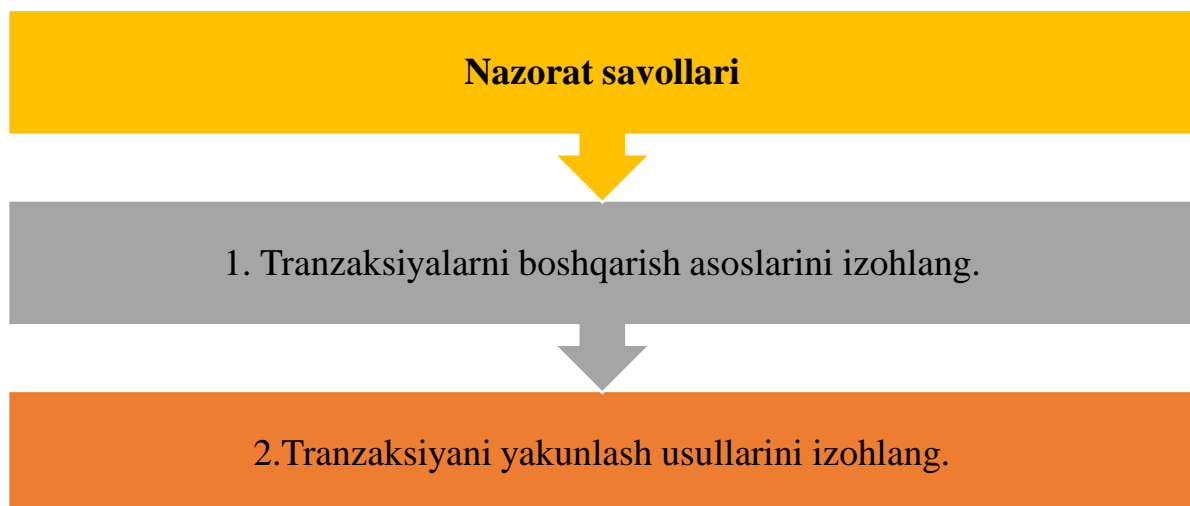 Nazorat savollari
1. Tranzaksiyalarni boshqarish asoslarini izohlang.
2.Tranzaksiyani yakunlash usullarini izohlang.